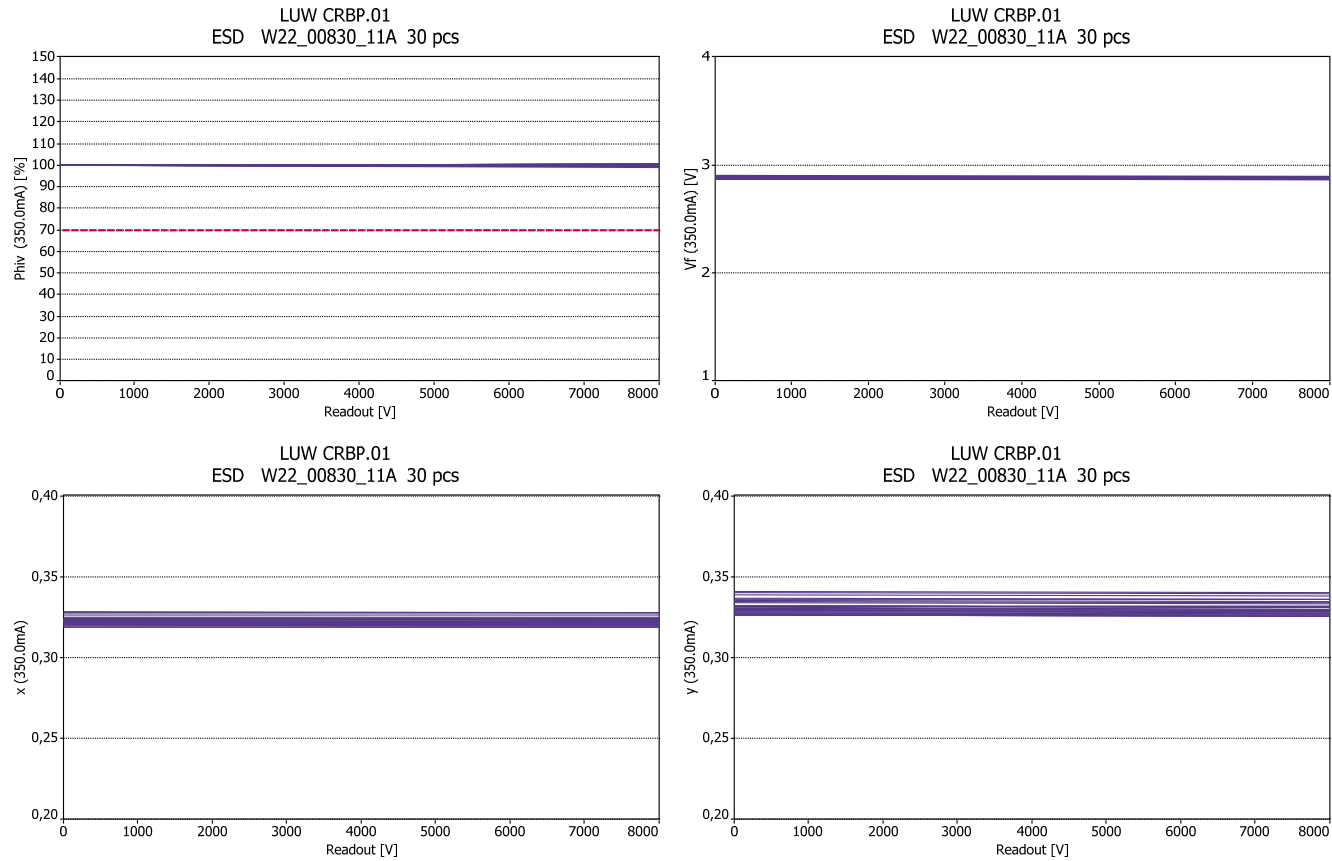 LUW CRBP.01
ESD W22_00830_11A 30 pcs
150
140
130
120
110
100
90
80
70
60
50
40
30
20
10
0
Phiv (350.0mA) [%]
0 1000 2000 3000 4000 5000 6000 7000 8000
Readout [V]
LUW CRBP.01
ESD W22_00830_11A 30 pcs
4
3
2
1
Vf (350.0mA) [V]
0 1000 2000 3000 4000 5000 6000 7000 8000
Readout [V]
LUW CRBP.01
ESD W22_00830_11A 30 pcs
0,40
0,35
0,30
0,25
0,20
x (350.0mA)
0 1000 2000 3000 4000 5000 6000 7000 8000
Readout [V]
LUW CRBP.01
ESD W22_00830_11A 30 pcs
0,40
0,35
0,30
0,25
0,20
y (350.0mA)
0 1000 2000 3000 4000 5000 6000 7000 8000
Readout [V]